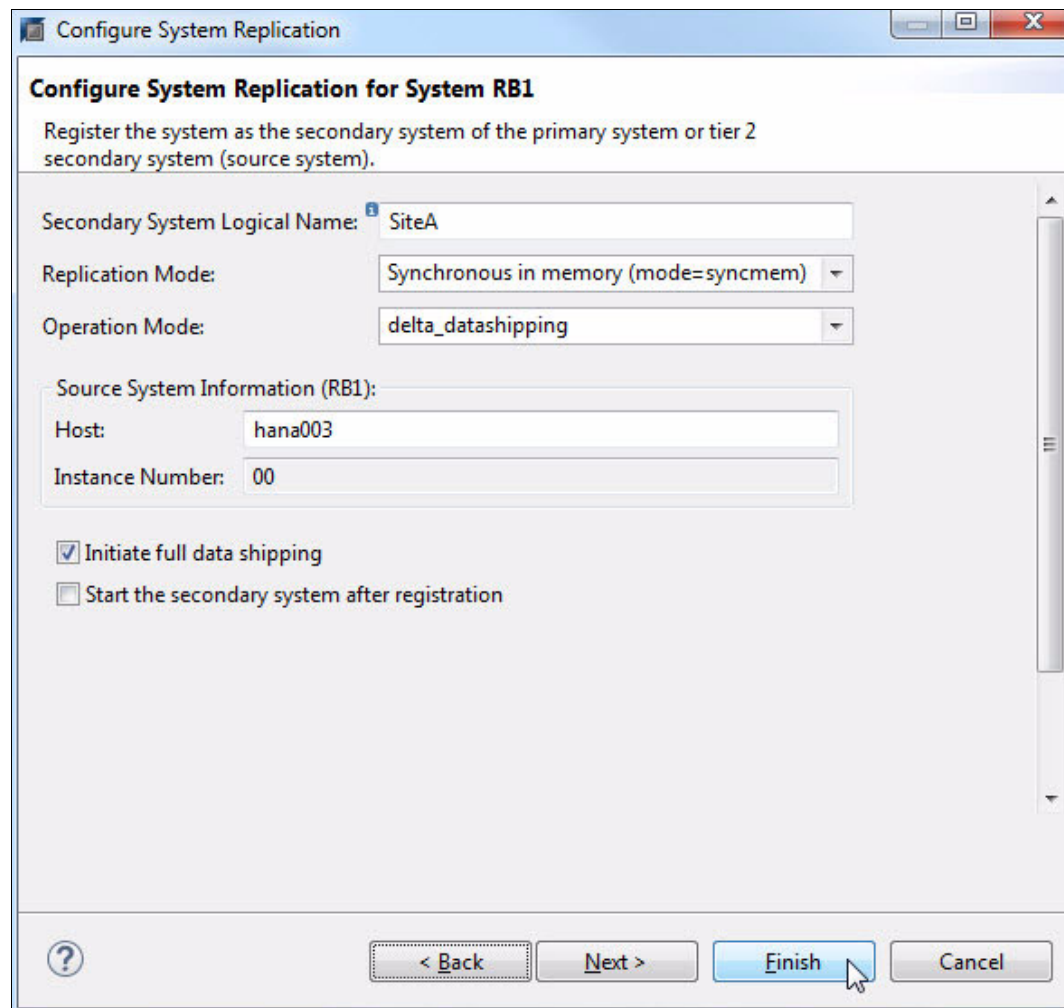 Configure System Replication
Configure System Replication for System RB1
Register the system as the secondary system of the primary system or tier 2
secondary system (source system).
Secondary System Logical Name: SiteA
Replication Mode: Synchronous in memory (mode=syncmem)
Operation Mode: delta_datashipping
Source System Information (RB1):
Host: hana003
Instance Number: 00
Initiate full data shipping
Start the secondary system after registration
< Back Next > Finish Cancel